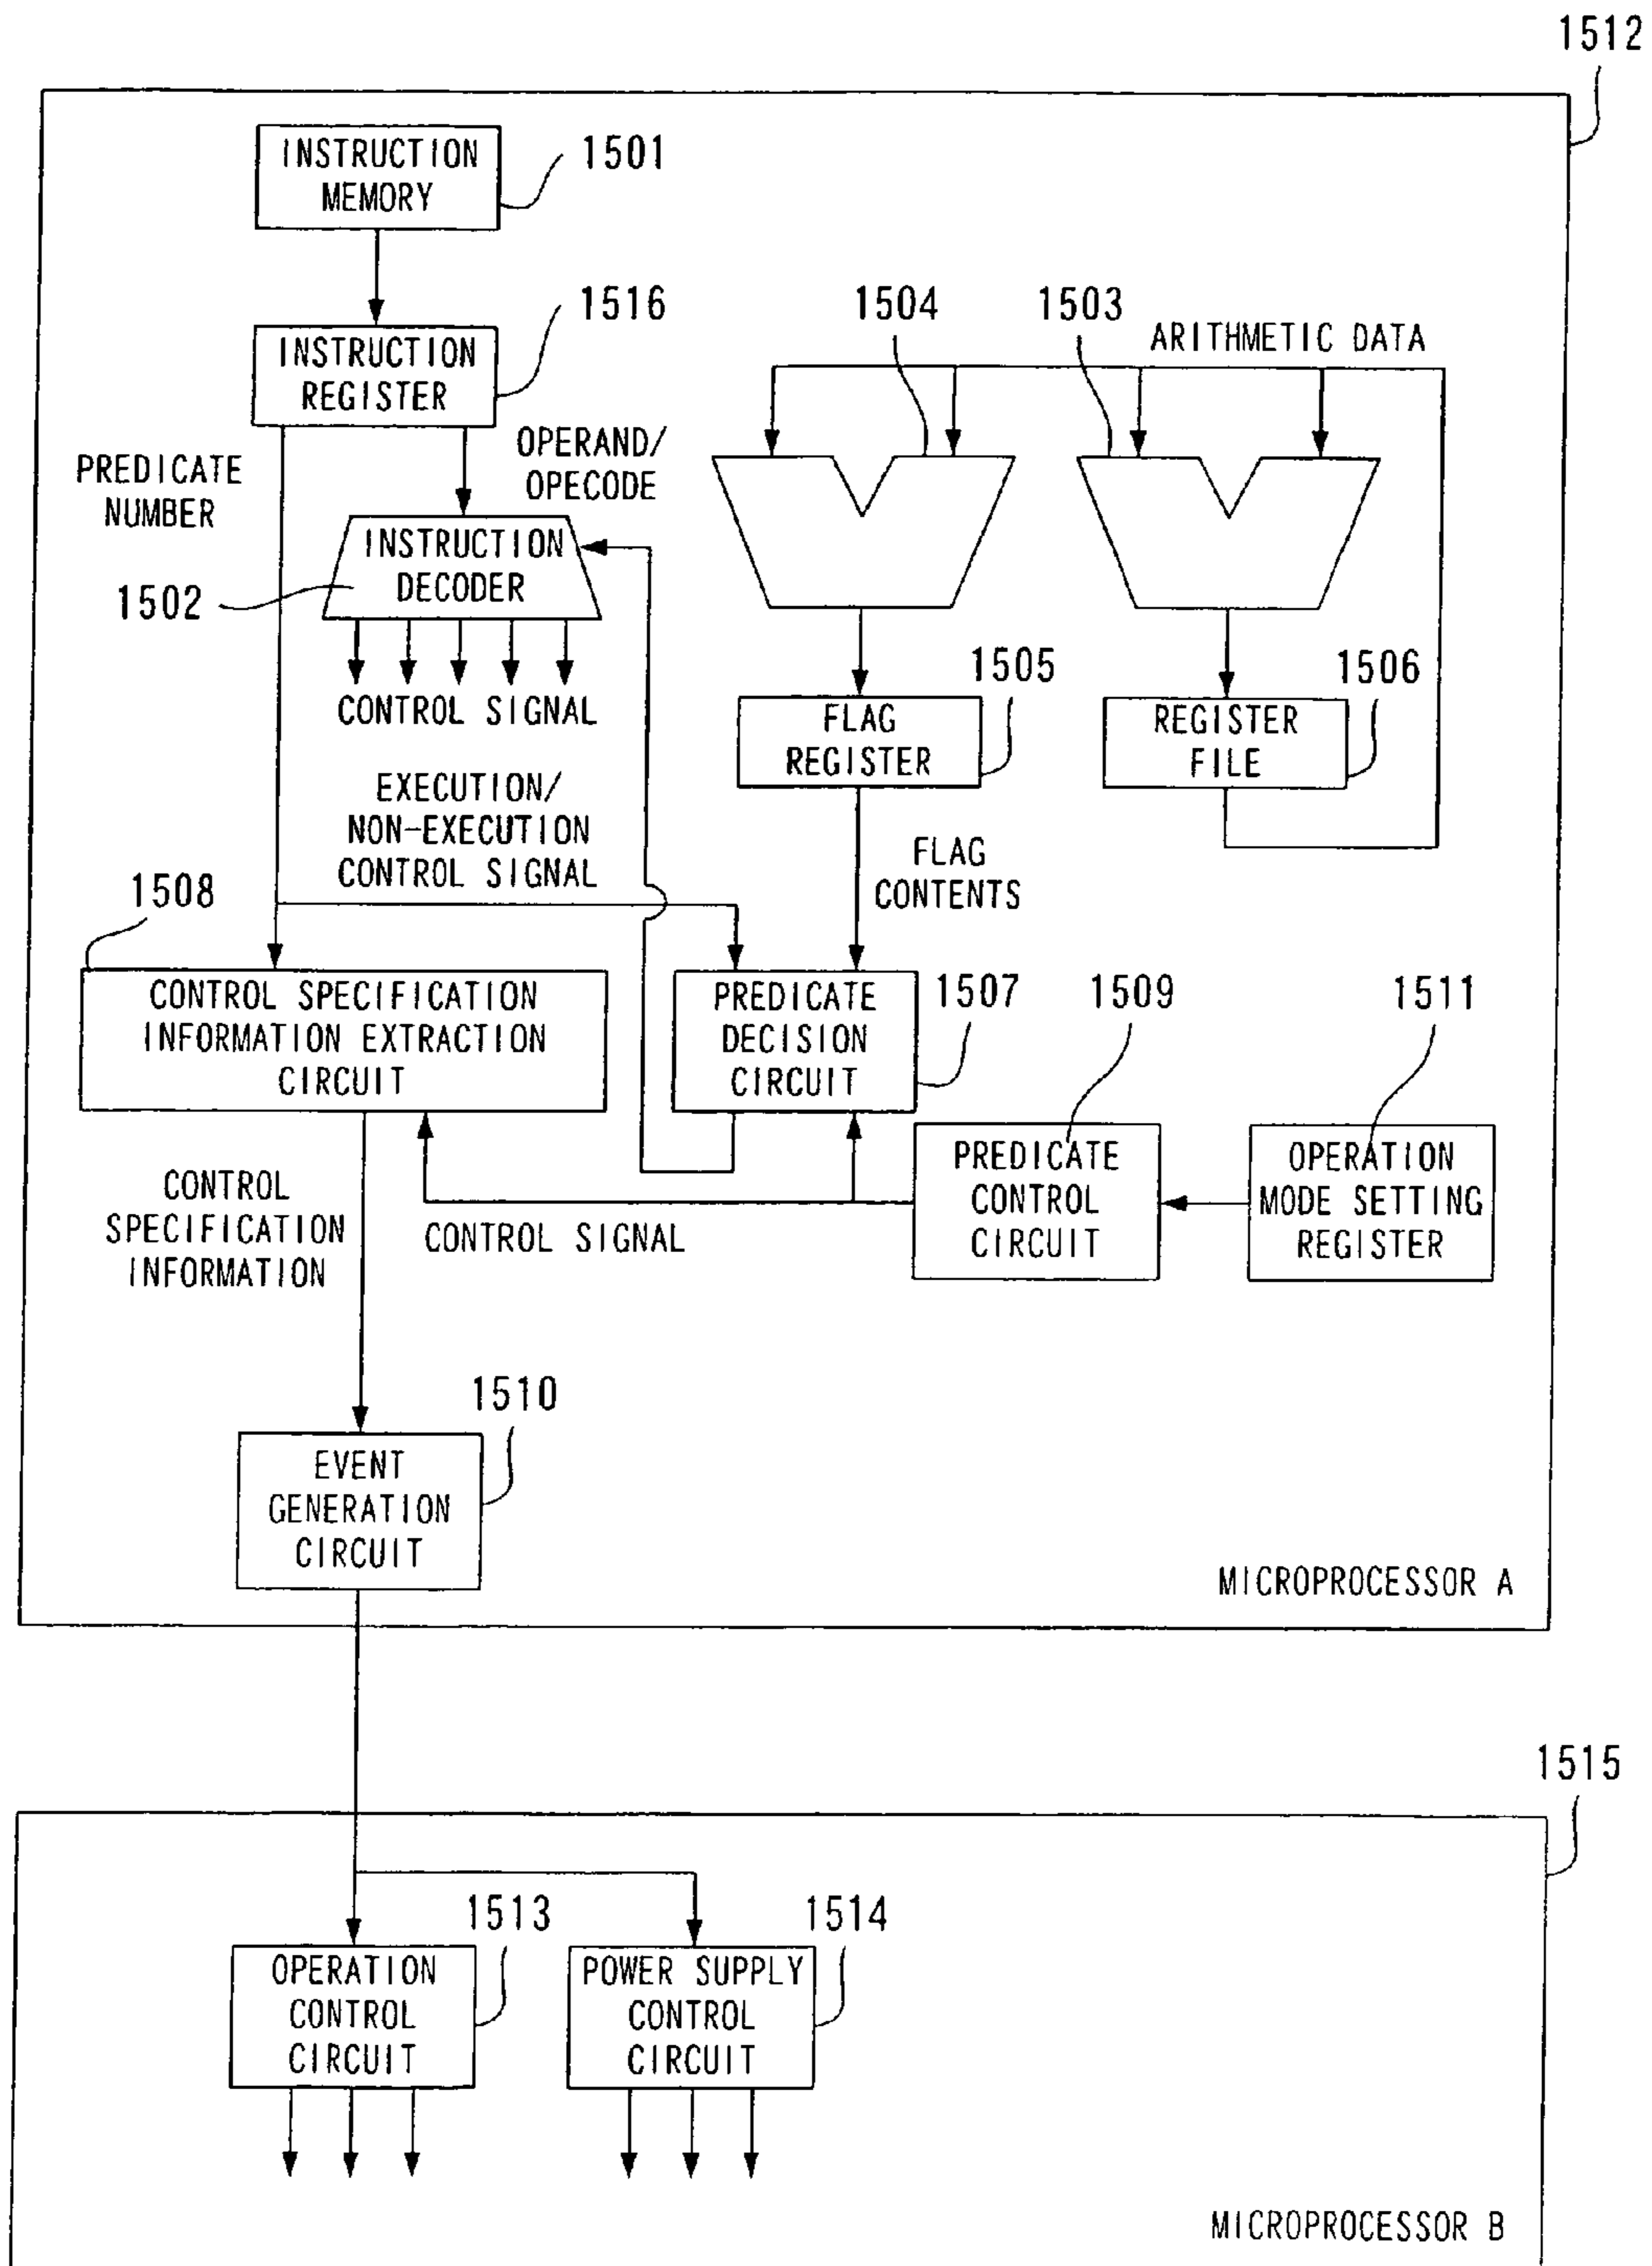 1512
INSTRUCTION
MEMORY
1501
INSTRUCTION
REGISTER
1516
1504
1503
ARITHMETIC DATA
PREDICATE
NUMBER
OPERAND/
OPECODE
INSTRUCTION
DECODER
1502
CONTROL SIGNAL
1505
FLAG
REGISTER
1506
REGISTER
FILE
EXECUTION/
NON-EXECUTION
CONTROL SIGNAL
FLAG
CONTENTS
1508
CONTROL SPECIFICATION
INFORMATION EXTRACTION
CIRCUIT
PREDICATE
DECISION
CIRCUIT
1507
1509
1511
PREDICATE
CONTROL
CIRCUIT
OPERATION
MODE SETTING
REGISTER
CONTROL
SPECIFICATION
INFORMATION
CONTROL SIGNAL
1510
EVENT
GENERATION
CIRCUIT
MICROPROCESSOR A
1515
1513
1514
OPERATION
CONTROL
CIRCUIT
POWER SUPPLY
CONTROL
CIRCUIT
MICROPROCESSOR B